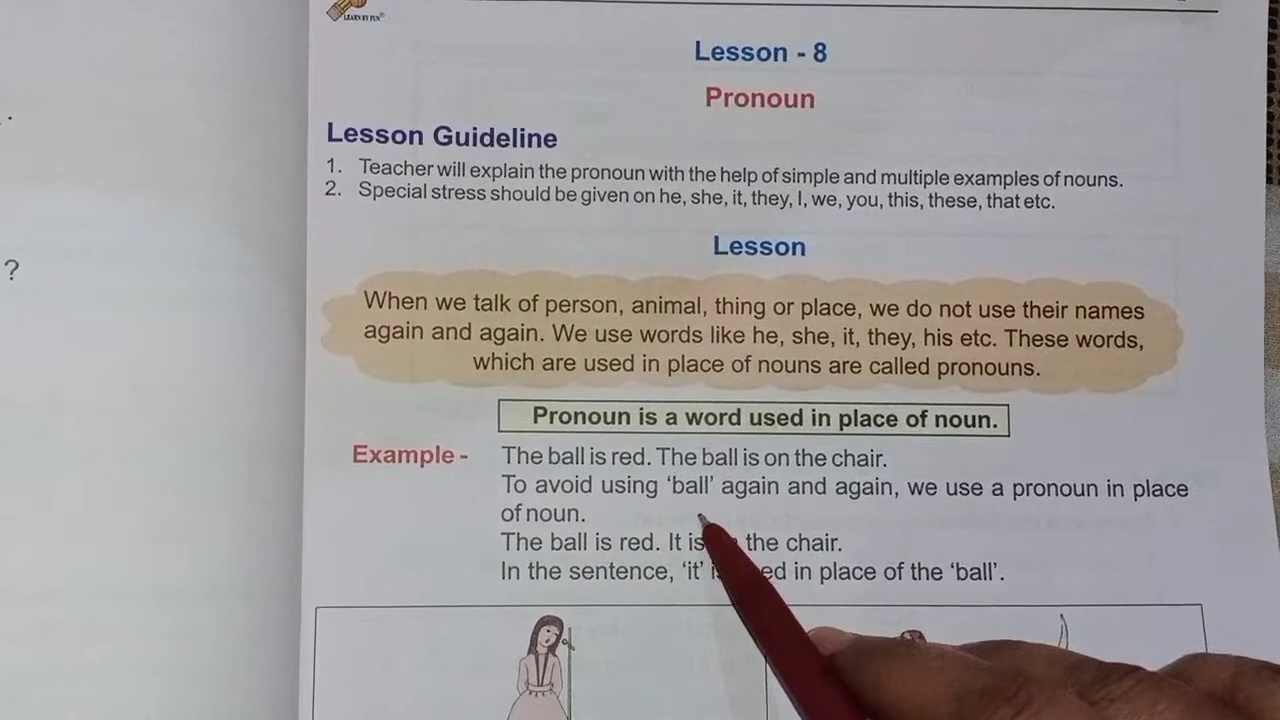 LEARN BY FUN®
Lesson - 8
Pronoun
Lesson Guideline
1. Teacher will explain the pronoun with the help of simple and multiple examples of nouns.
2. Special stress should be given on he, she, it, they, I, we, you, this, these, that etc.
Lesson
When we talk of person, animal, thing or place, we do not use their names
again and again. We use words like he, she, it, they, his etc. These words,
which are used in place of nouns are called pronouns.
Pronoun is a word used in place of noun.
Example - The ball is red. The ball is on the chair.
To avoid using ‘ball’ again and again, we use a pronoun in place
of noun.
The ball is red. It is the chair.
In the sentence, ‘it’ in place of the ‘ball’.
?